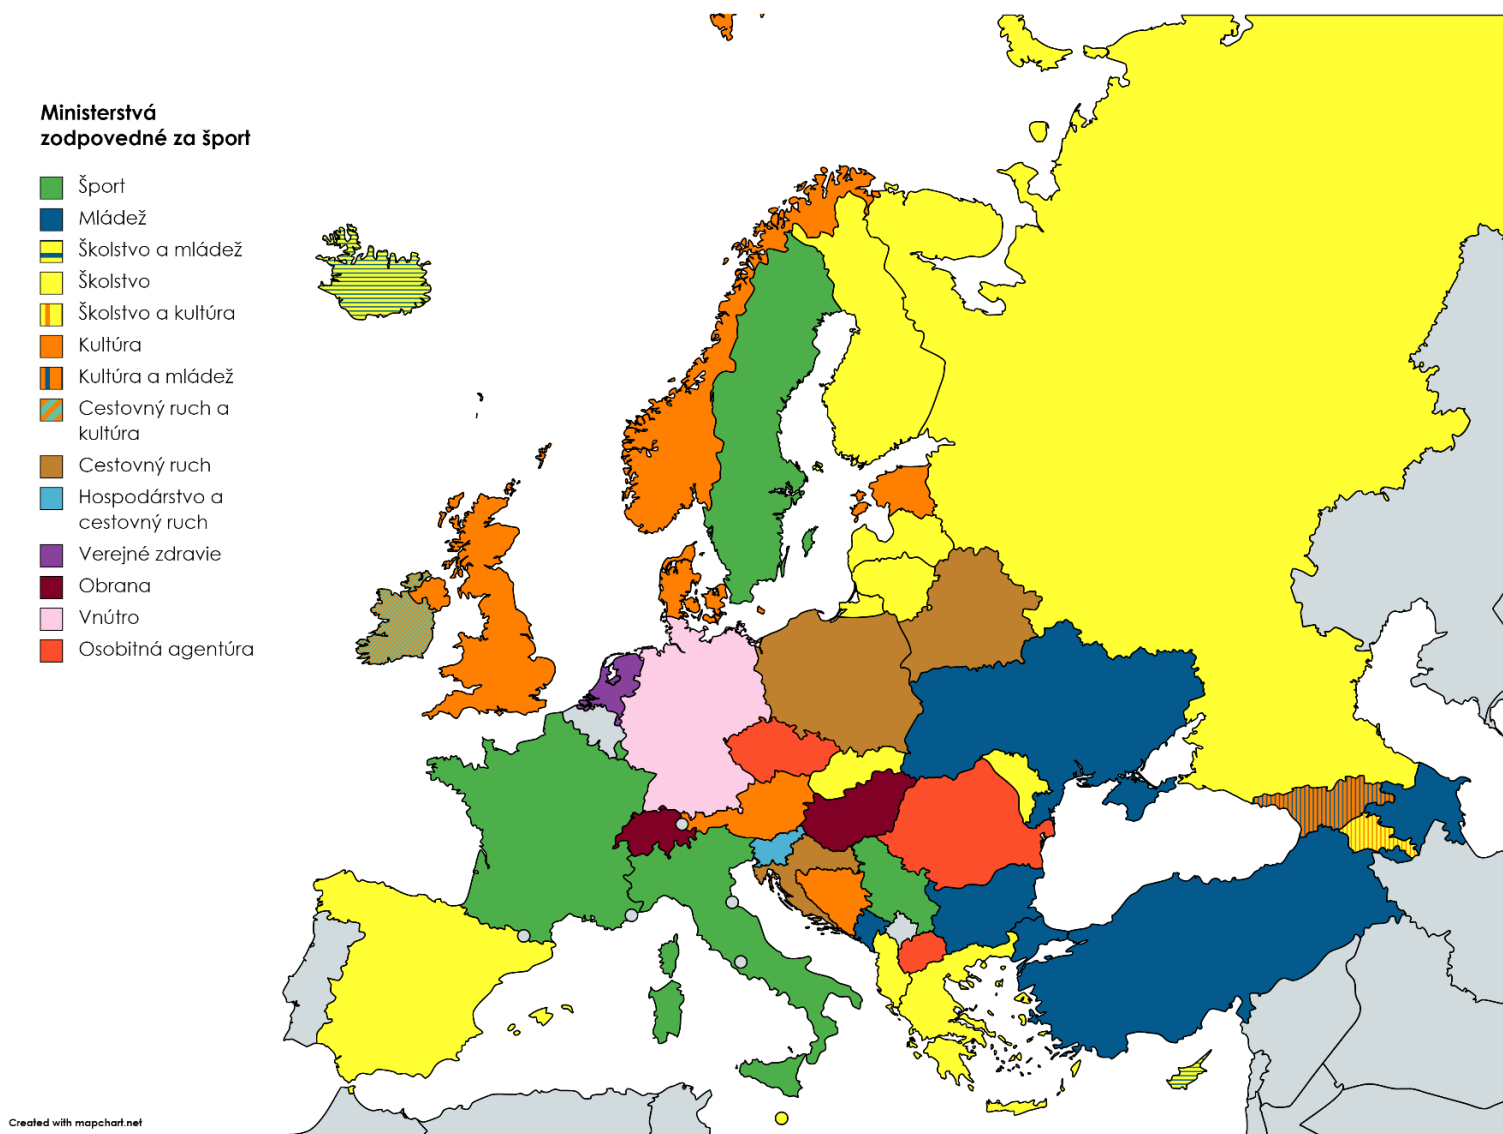 Ministerstvá
zodpovedné za šport
Šport
Mládež
Školstvo a mládež
Školstvo
Školstvo a kultúra
Kultúra
Kultúra a mládež
Cestovný ruch a
kultúra
Cestovný ruch
Hospodárstvo a
cestovný ruch
Verejné zdravie
Obrana
Vnútro
Osobitná agentúra
Created with mapchart.net